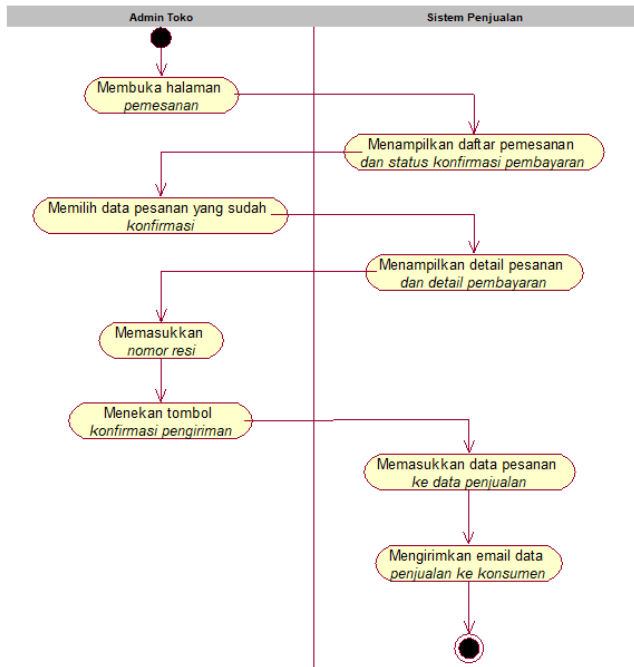 Admin Toko
Sistem Penjualan
Membuka halaman
pemesanan
Menampilkan daftar pemesanan
dan status konfirmasi pembayaran
Memilih data pesanan yang sudah
konfirmasi
Menampilkan detail pesanan
dan detail pembayaran
Memasukkan
nomor resi
Menekan tombol
konfirmasi pengiriman
Memasukkan data pesanan
ke data penjualan
Mengirimkan email data
penjualan ke konsumen